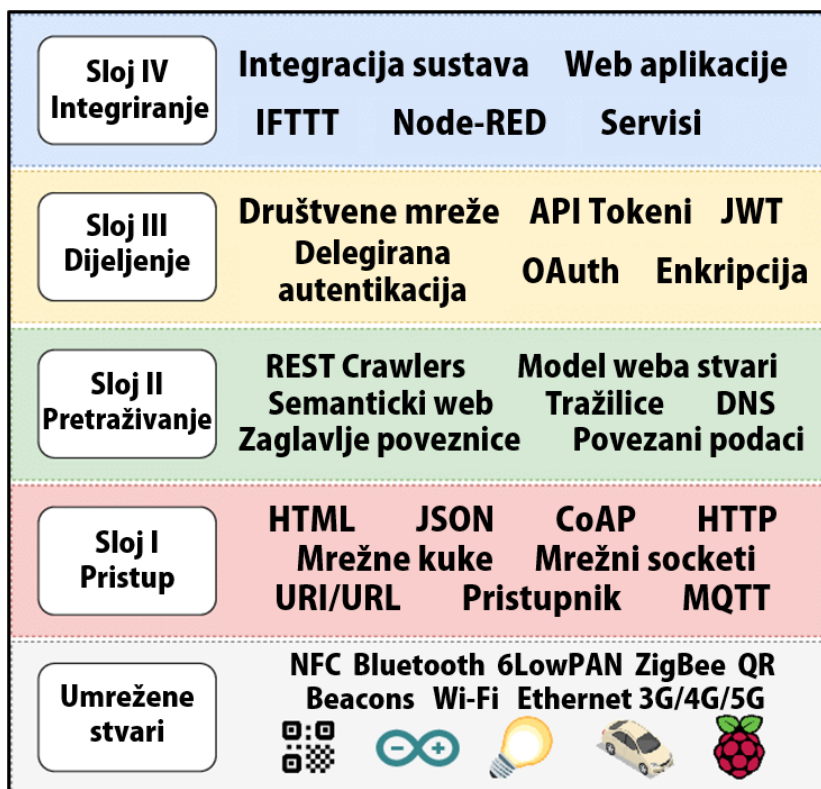 Sloj IV
Integriranje
Integracija sustava Web aplikacije
IFTTT Node-RED Servisi
Sloj III
Dijeljenje
Društvene mreže API Tokeni JWT
Delegirana
autentikacija OAuth Enkripcija
Sloj II
Pretraživanje
REST Crawlers Model weba stvari
Semanticki web Tražilice DNS
Zaglavlje poveznice Povezani podaci
Sloj I
Pristup
HTML JSON CoAP HTTP
Mrežne kuke Mrežni socketi
URI/URL Pristupnik MQTT
Umrežene
stvari
NFC Bluetooth 6LowPAN ZigBee QR
Beacons Wi-Fi Ethernet 3G/4G/5G